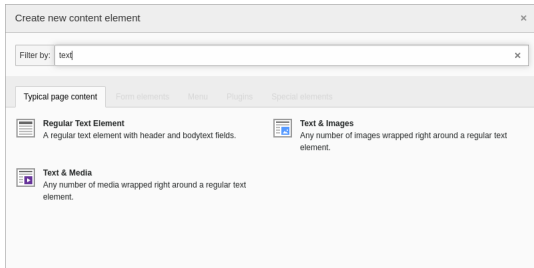 Create new content element ×
Filter by: text ×
Typical page content Form elements Menu Plugins Special elements
Regular Text Element
A regular text element with header and bodytext fields.
Text & Images
Any number of images wrapped right around a regular text
element.
Text & Media
Any number of media wrapped right around a regular text
element.